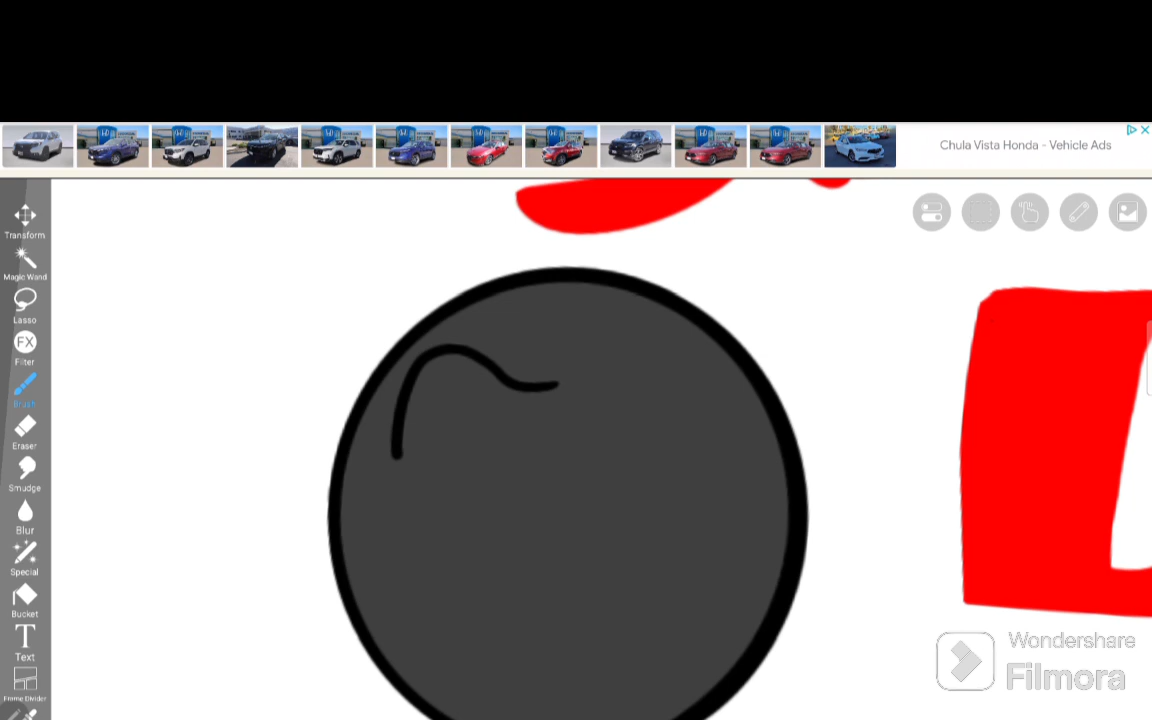 Chula Vista Honda - Vehicle Ads
Transform
Magic Wand
Lasso
FX
Filter
Brush
Eraser
Smudge
Blur
Special
Bucket
T
Text
Frame Divider
Wondershare
Filmora